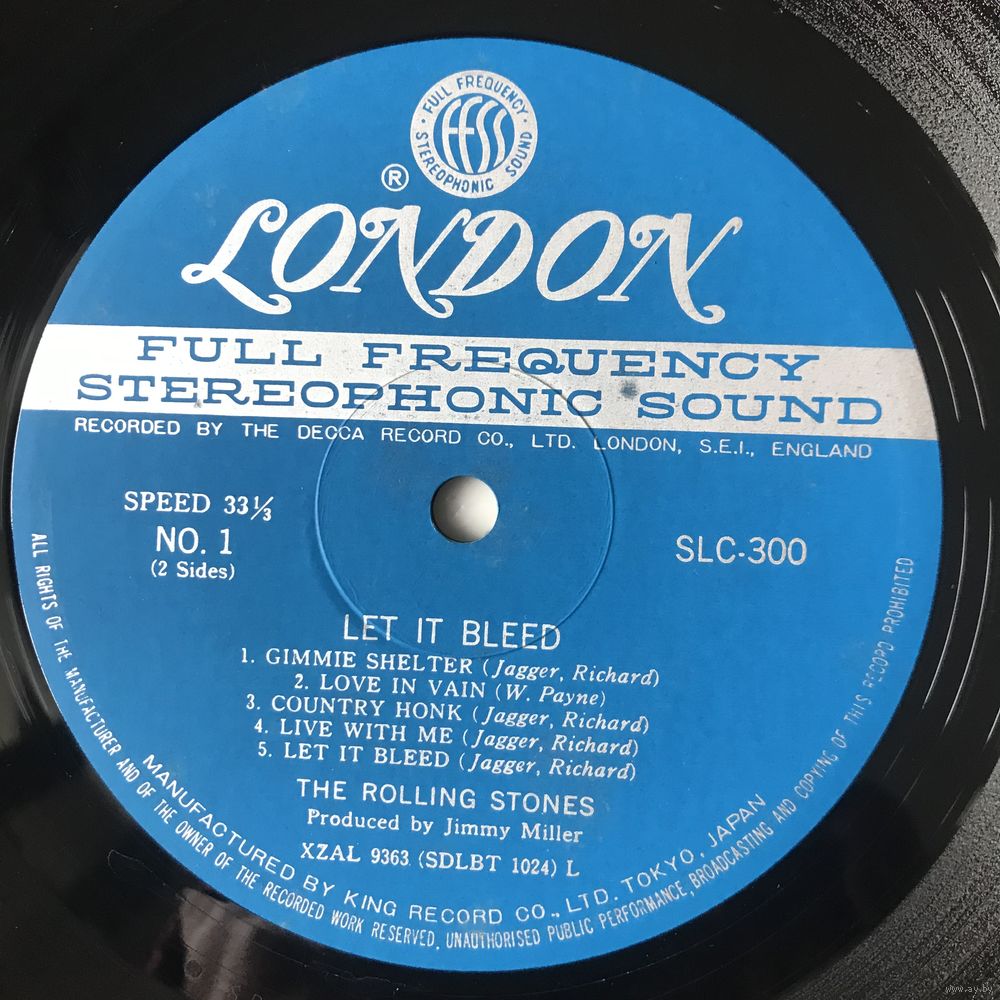 FULL FREQUENCY
ffss
STEREOPHONIC SOUND
®
LONDON
FULL FREQUENCY
STEREOPHONIC SOUND
RECORDED BY THE DECCA RECORD CO., LTD. LONDON, S.E.I., ENGLAND
SPEED 33⅓
NO. 1
(2 Sides)
SLC-300
LET IT BLEED
1. GIMMIE SHELTER (Jagger, Richard)
2. LOVE IN VAIN (W. Payne)
3. COUNTRY HONK (Jagger, Richard)
4. LIVE WITH ME (Jagger, Richard)
5. LET IT BLEED (Jagger, Richard)
THE ROLLING STONES
Produced by Jimmy Miller
XZAL 9363 (SDLBT 1024) L
MANUFACTURED BY KING RECORD CO., LTD. TOKYO, JAPAN
ALL RIGHTS OF THE MANUFACTURER AND OF THE OWNER OF THE RECORDED WORK RESERVED, UNAUTHORISED PUBLIC PERFORMANCE, BROADCASTING AND COPYING OF THIS RECORD PROHIBITED
www.ay.by